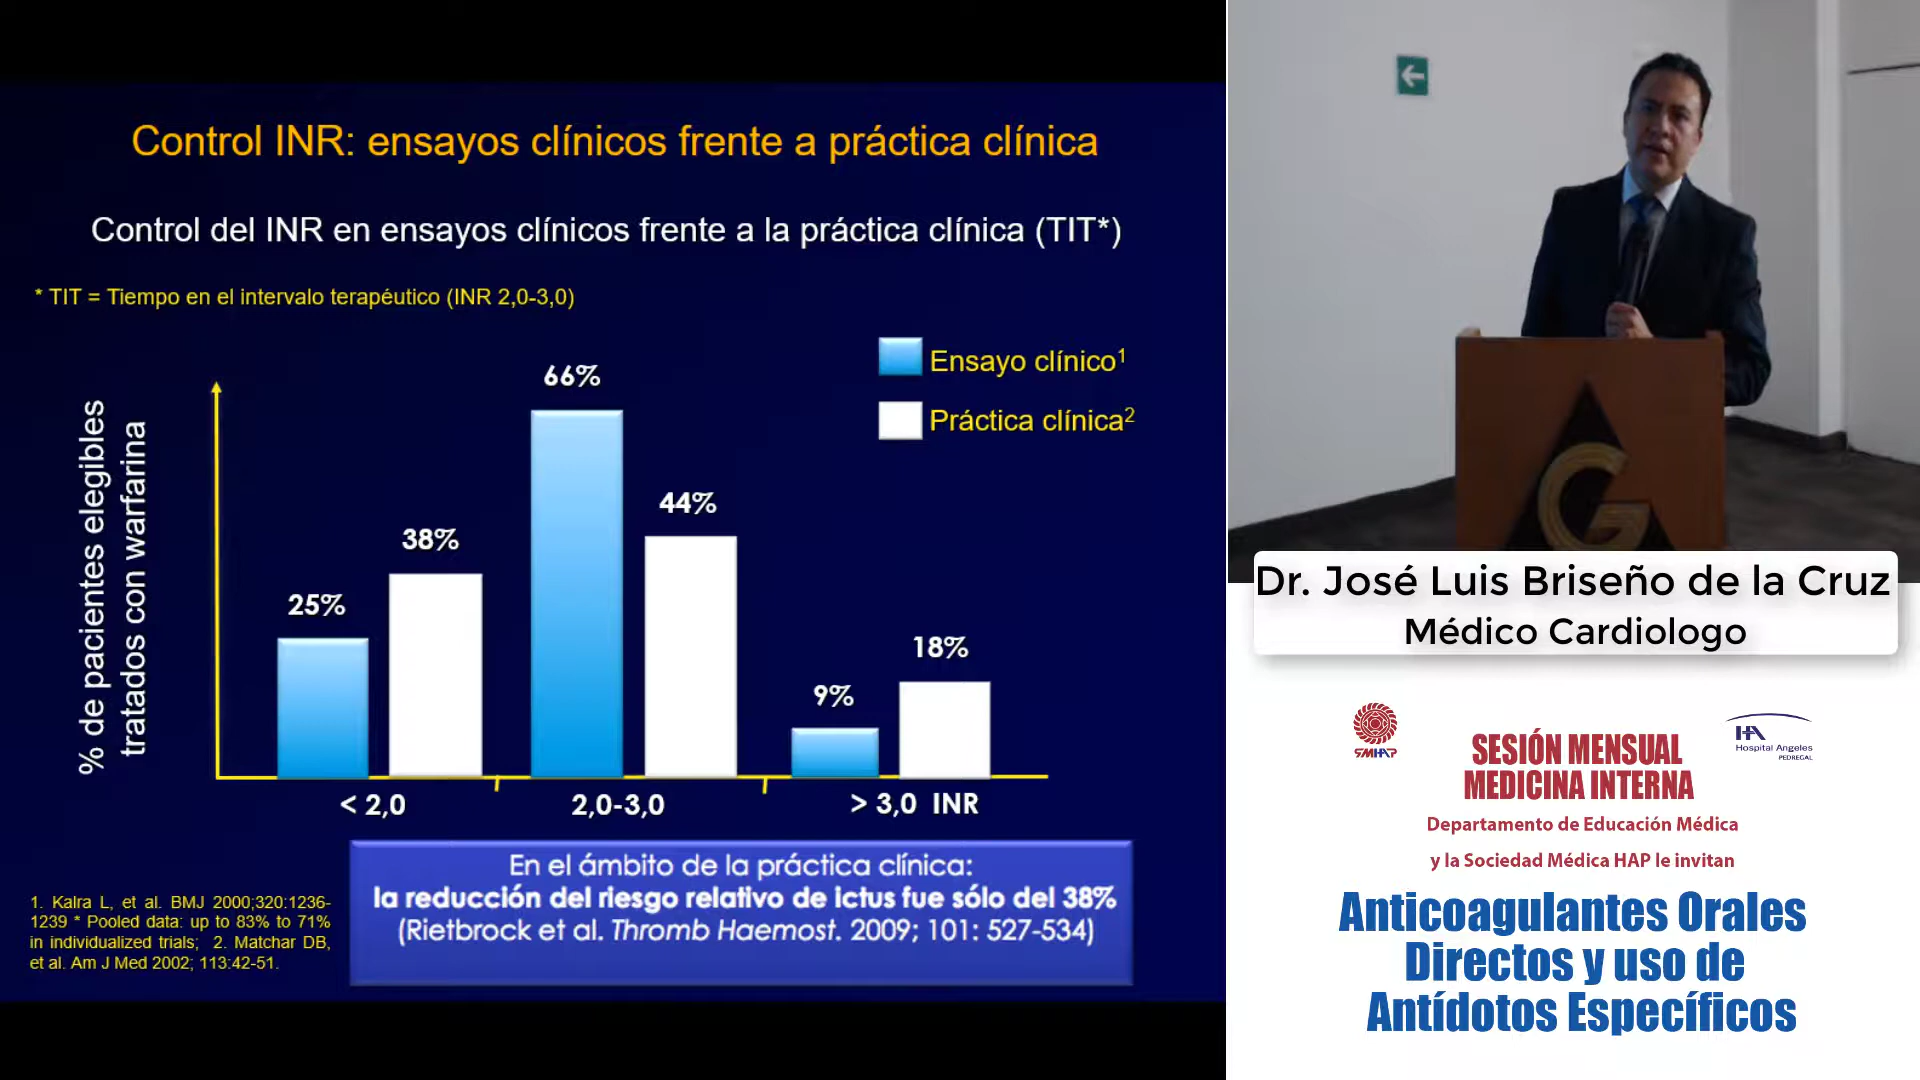 Control INR: ensayos clínicos frente a práctica clínica
Control del INR en ensayos clínicos frente a la práctica clínica (TIT*)
* TIT = Tiempo en el intervalo terapéutico (INR 2,0-3,0)
Ensayo clínico¹
Práctica clínica²
% de pacientes elegibles
tratados con warfarina
25%
38%
66%
44%
9%
18%
< 2,0
2,0-3,0
> 3,0 INR
En el ámbito de la práctica clínica:
la reducción del riesgo relativo de ictus fue sólo del 38%
(Rietbrock et al. Thromb Haemost. 2009; 101: 527-534)
1. Kalra L, et al. BMJ 2000;320:1236-
1239 * Pooled data: up to 83% to 71%
in individualized trials; 2. Matchar DB,
et al. Am J Med 2002; 113:42-51.
G
Dr. José Luis Briseño de la Cruz
Médico Cardiologo
SMHAP
HA
Hospital Angeles
PEDREGAL
SESIÓN MENSUAL
MEDICINA INTERNA
Departamento de Educación Médica
y la Sociedad Médica HAP le invitan
Anticoagulantes Orales
Directos y uso de
Antídotos Específicos